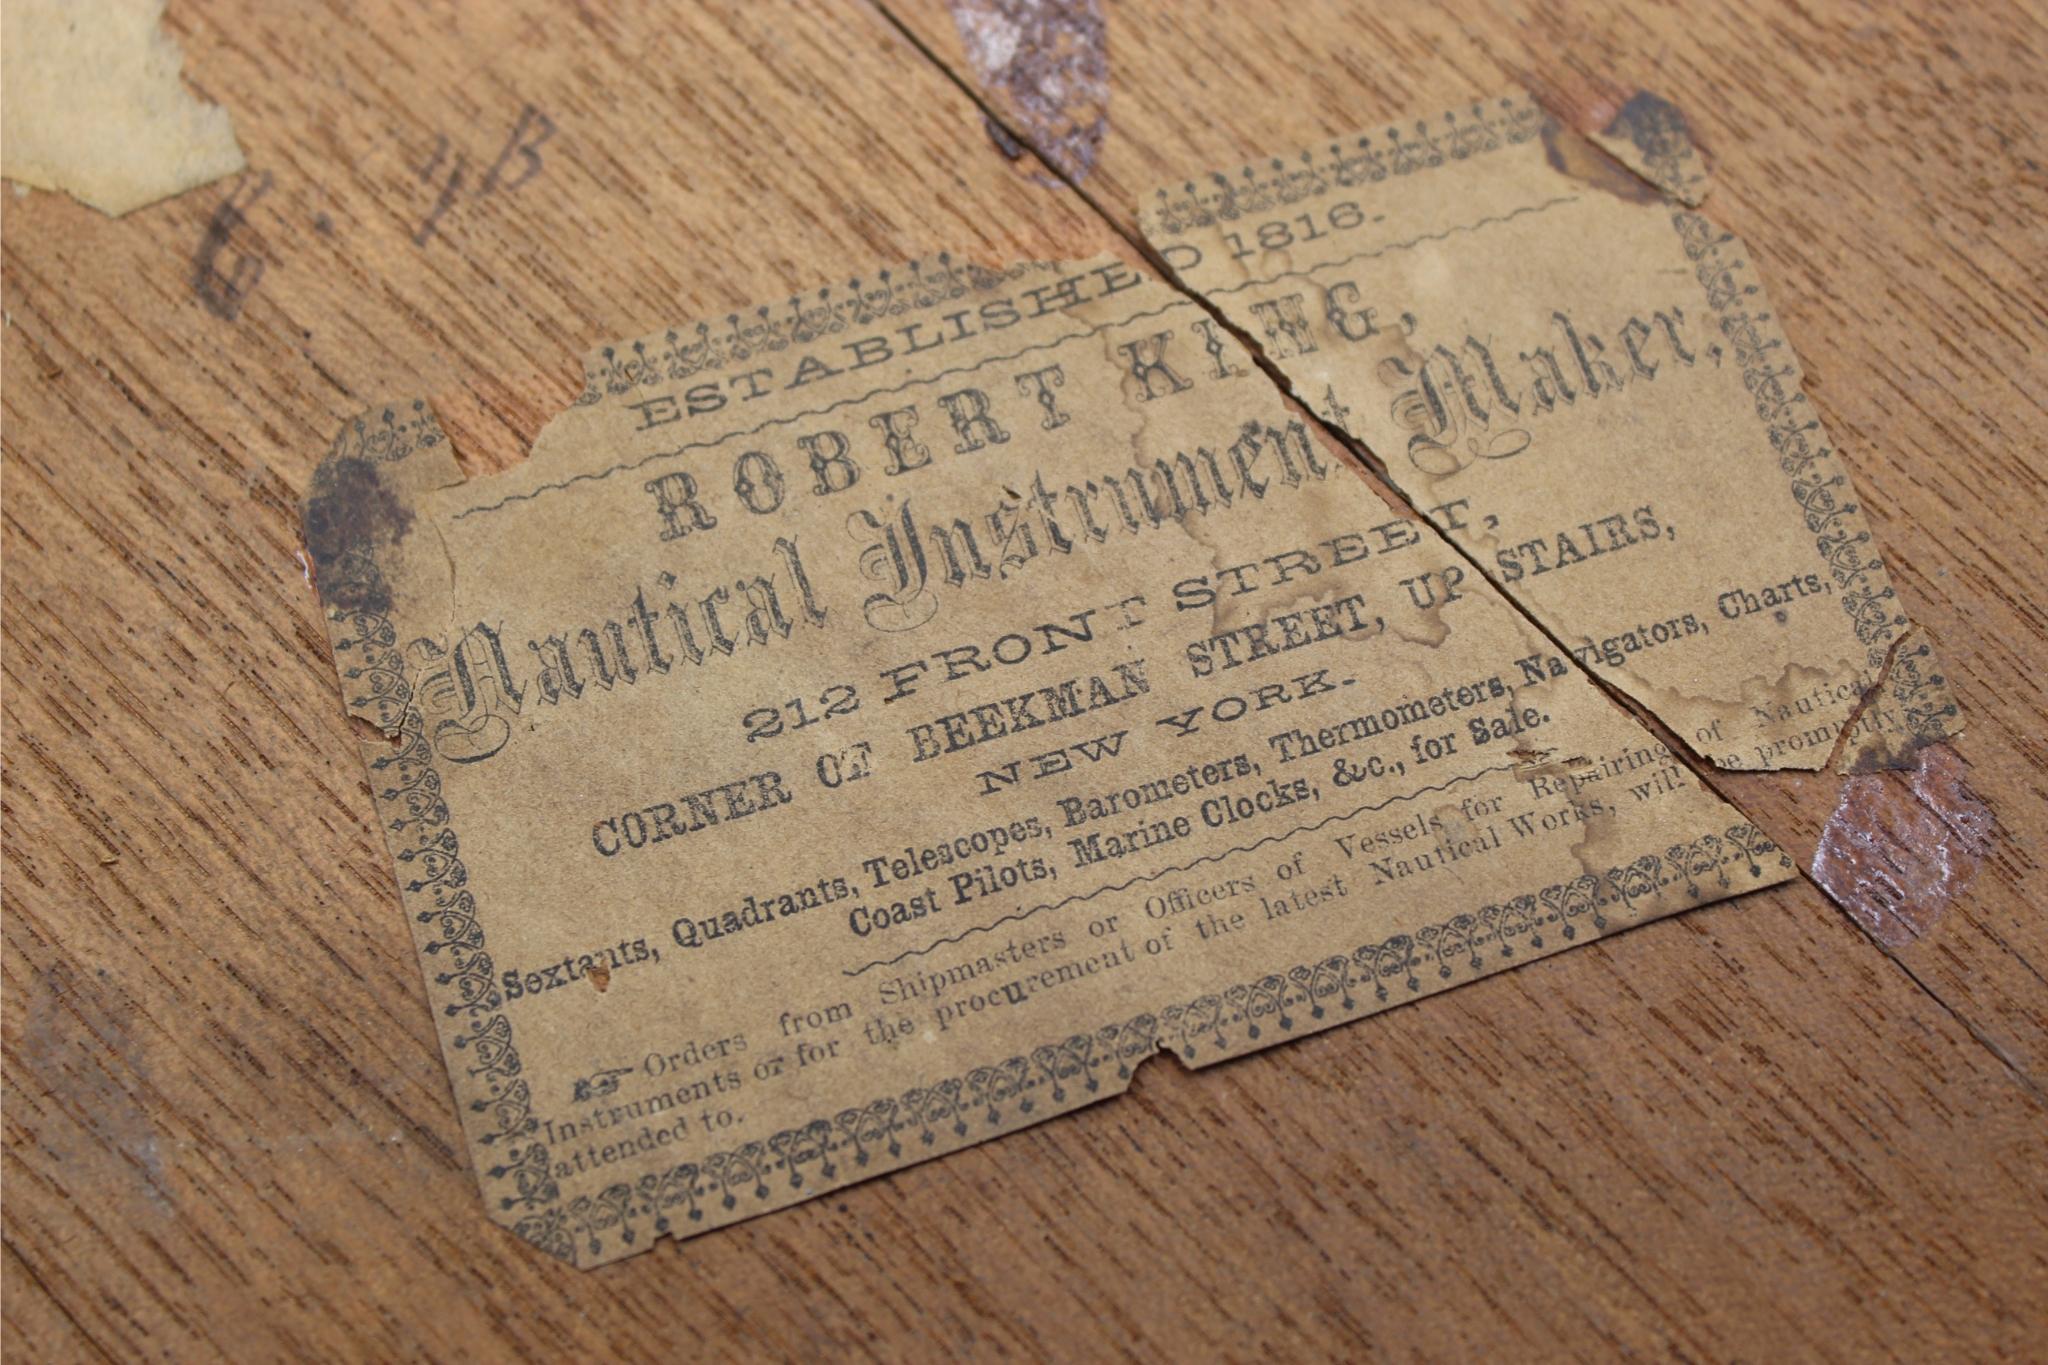 ESTABLISHED 1816.
ROBERT KING,
Nautical Instrument Maker,
212 FRONT STREET,
CORNER OF BEEKMAN STREET, UP STAIRS,
NEW YORK.
Sextants, Quadrants, Telescopes, Barometers, Thermometers, Navigators, Charts,
Coast Pilots, Marine Clocks, &c., for Sale.
☞ Orders from Shipmasters or Officers of Vessels for Repairing of Nautical
Instruments or for the procurement of the latest Nautical Works, will be promptly
attended to.